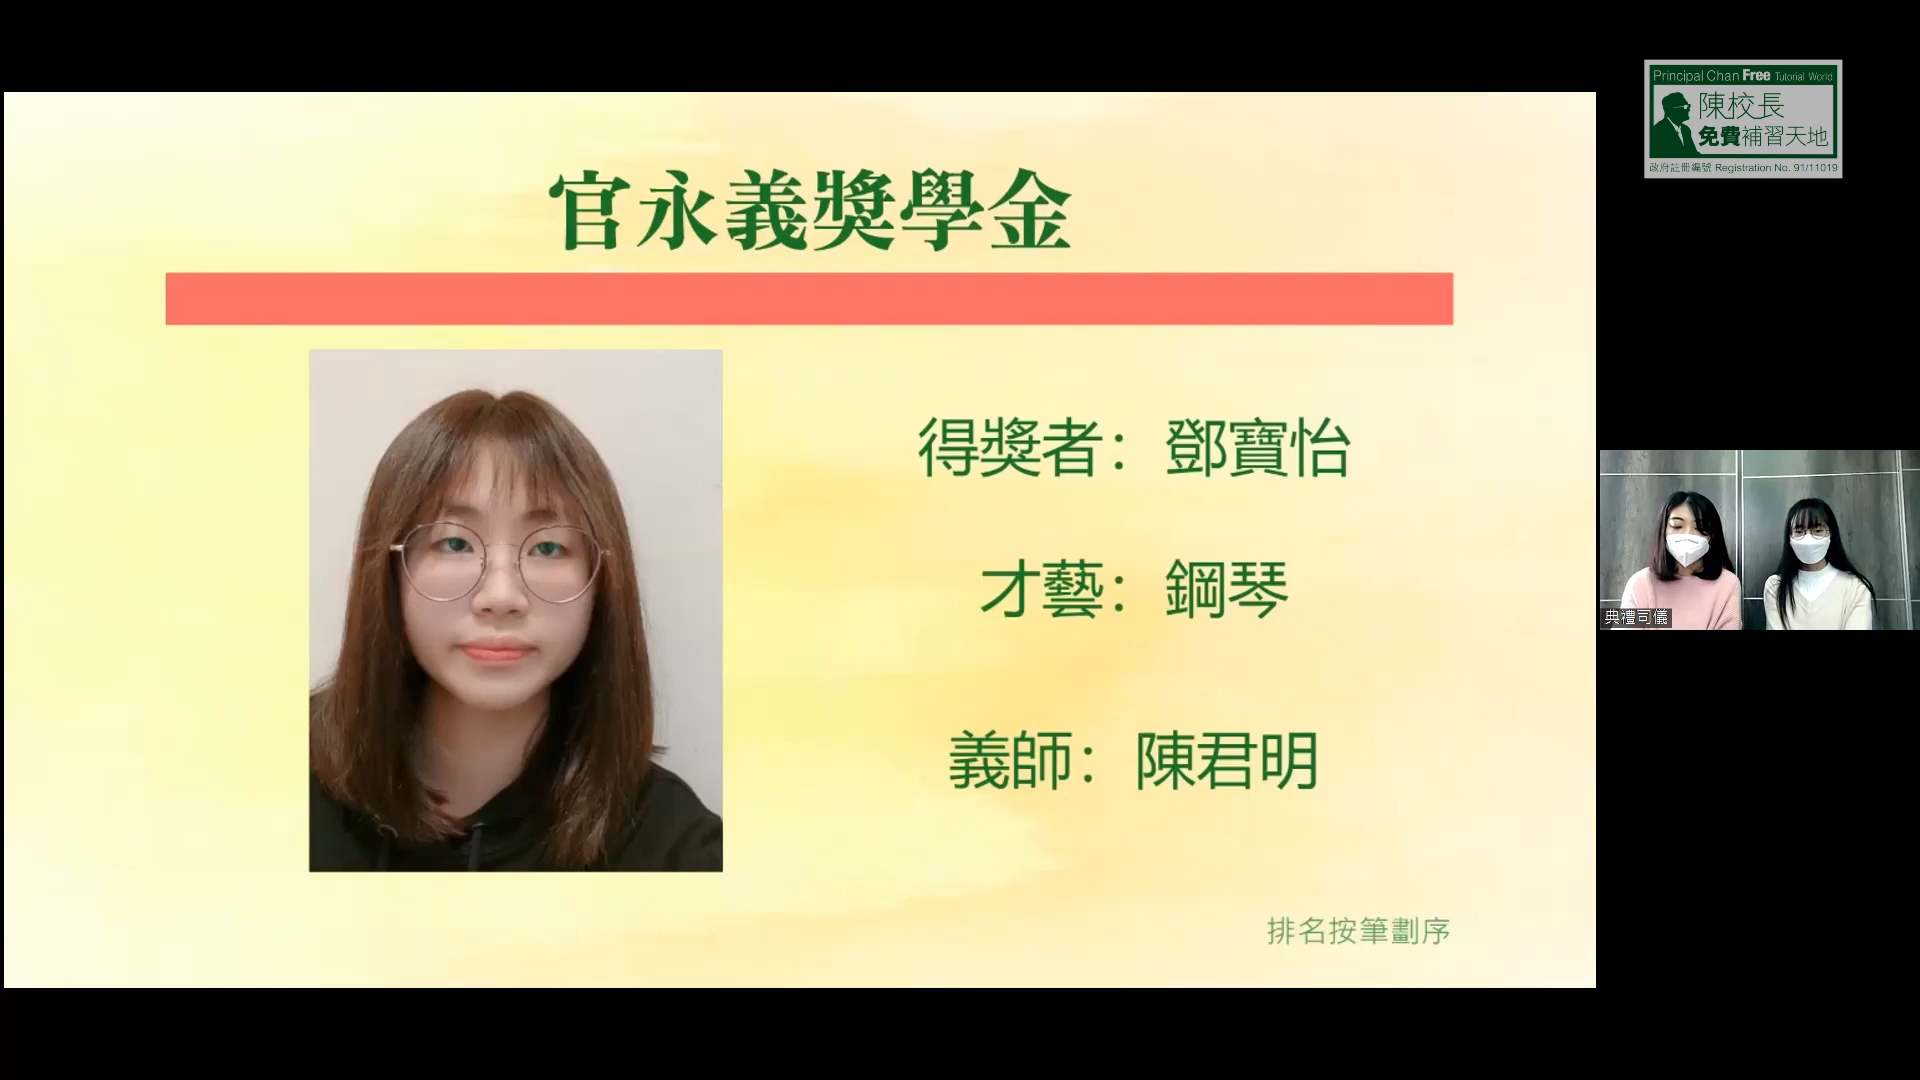 官永義獎學金
得獎者：鄧寶怡
才藝：鋼琴
義師：陳君明
排名按筆劃序
Principal Chan Free Tutorial World
陳校長
免費補習天地
政府註冊編號 Registration No. 91/11019
典禮司儀